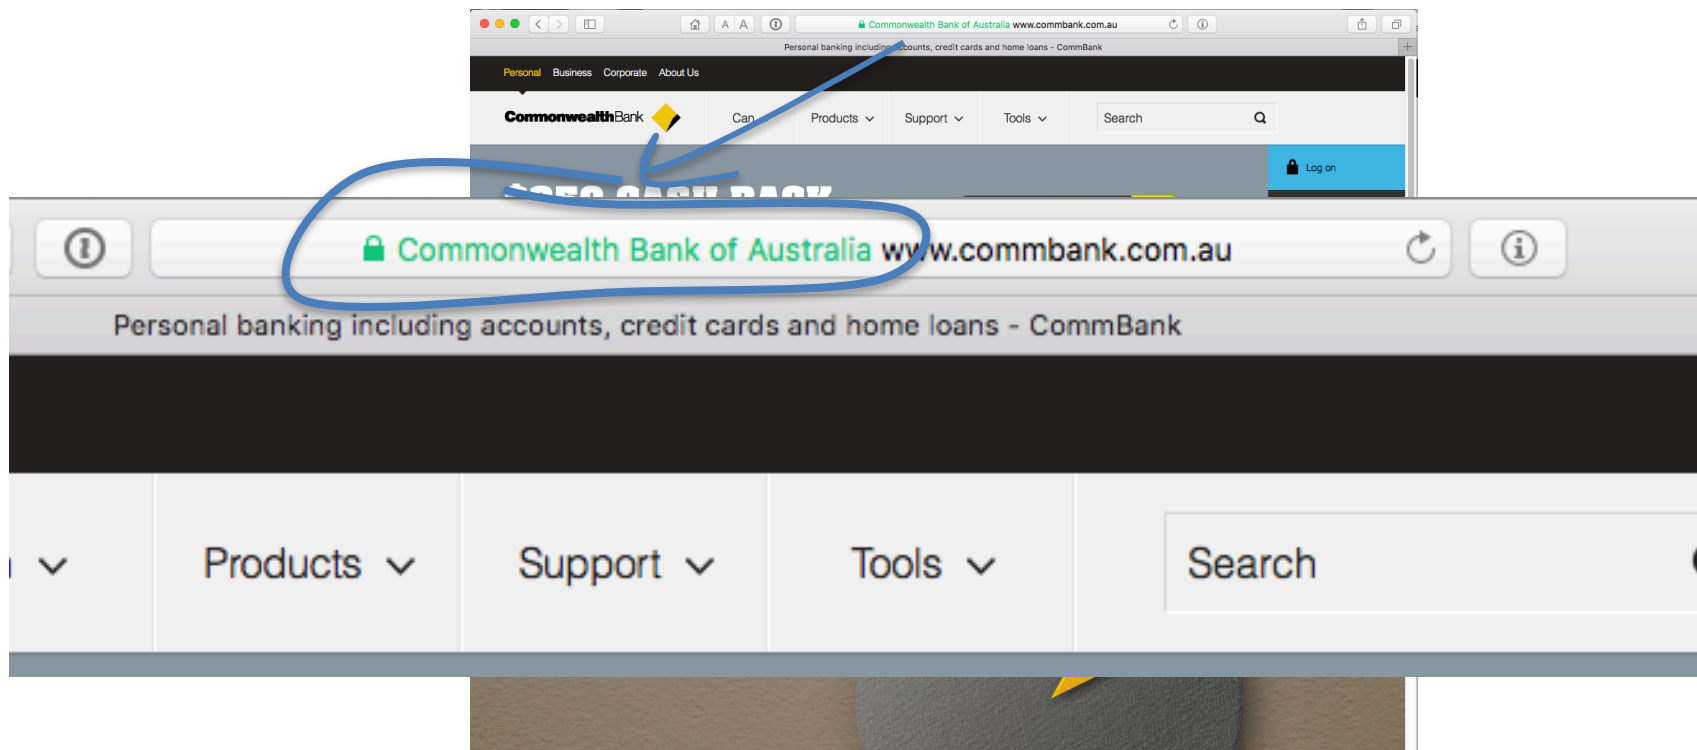 A A Commonwealth Bank of Australia www.commbank.com.au
Personal banking including accounts, credit cards and home loans - CommBank
Personal Business Corporate About Us
CommonwealthBank Can Products Support Tools Search
Log on
CASH BACK
Commonwealth Bank of Australia www.commbank.com.au
Personal banking including accounts, credit cards and home loans - CommBank
Products Support Tools Search